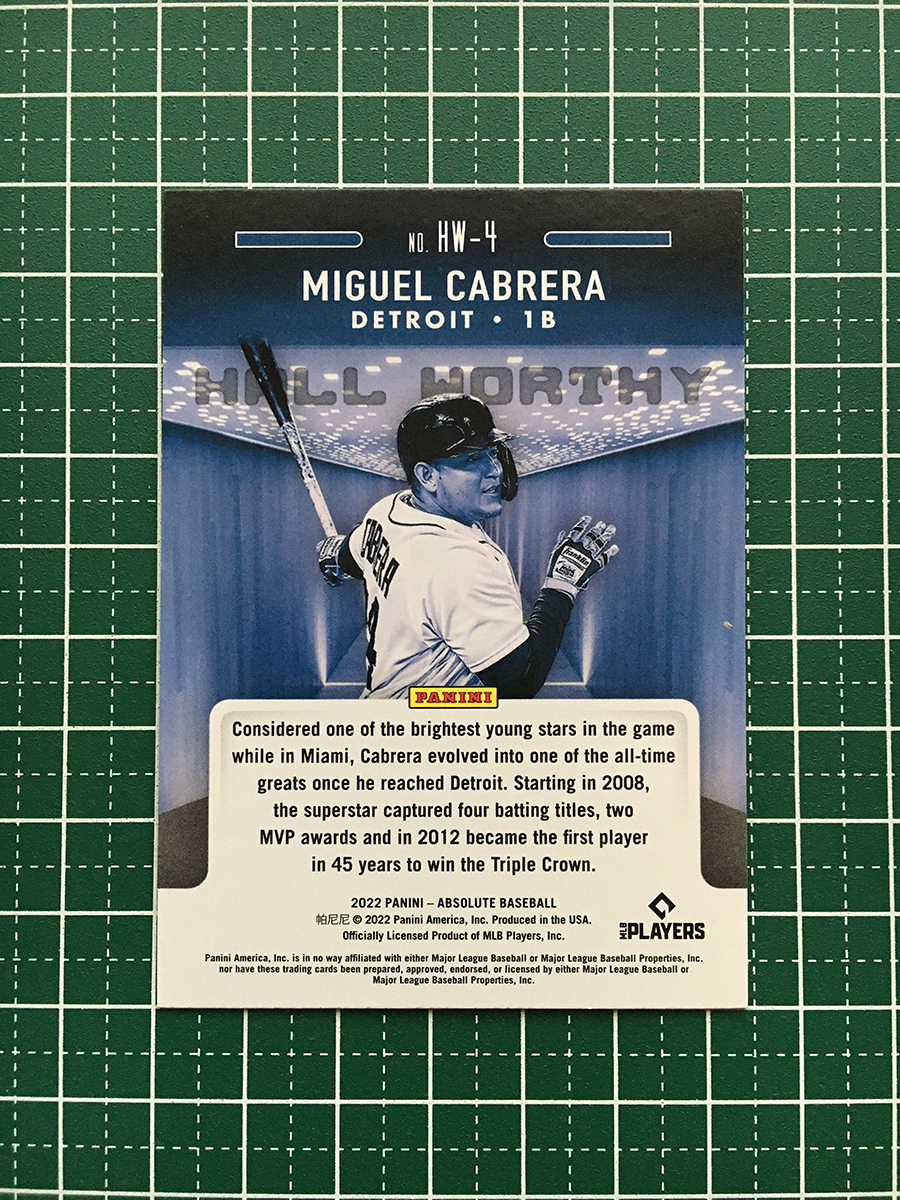 NO. HW-4
MIGUEL CABRERA
DETROIT • 1B
HALL WORTHY
CABRERA
Franklin
PANINI
Considered one of the brightest young stars in the game
while in Miami, Cabrera evolved into one of the all-time
greats once he reached Detroit. Starting in 2008,
the superstar captured four batting titles, two
MVP awards and in 2012 became the first player
in 45 years to win the Triple Crown.
2022 PANINI – ABSOLUTE BASEBALL
帕尼尼 © 2022 Panini America, Inc. Produced in the USA.
Officially Licensed Product of MLB Players, Inc.
MLB PLAYERS
Panini America, Inc. is in no way affiliated with either Major League Baseball or Major League Baseball Properties, Inc.
nor have these trading cards been prepared, approved, endorsed, or licensed by either Major League Baseball or
Major League Baseball Properties, Inc.